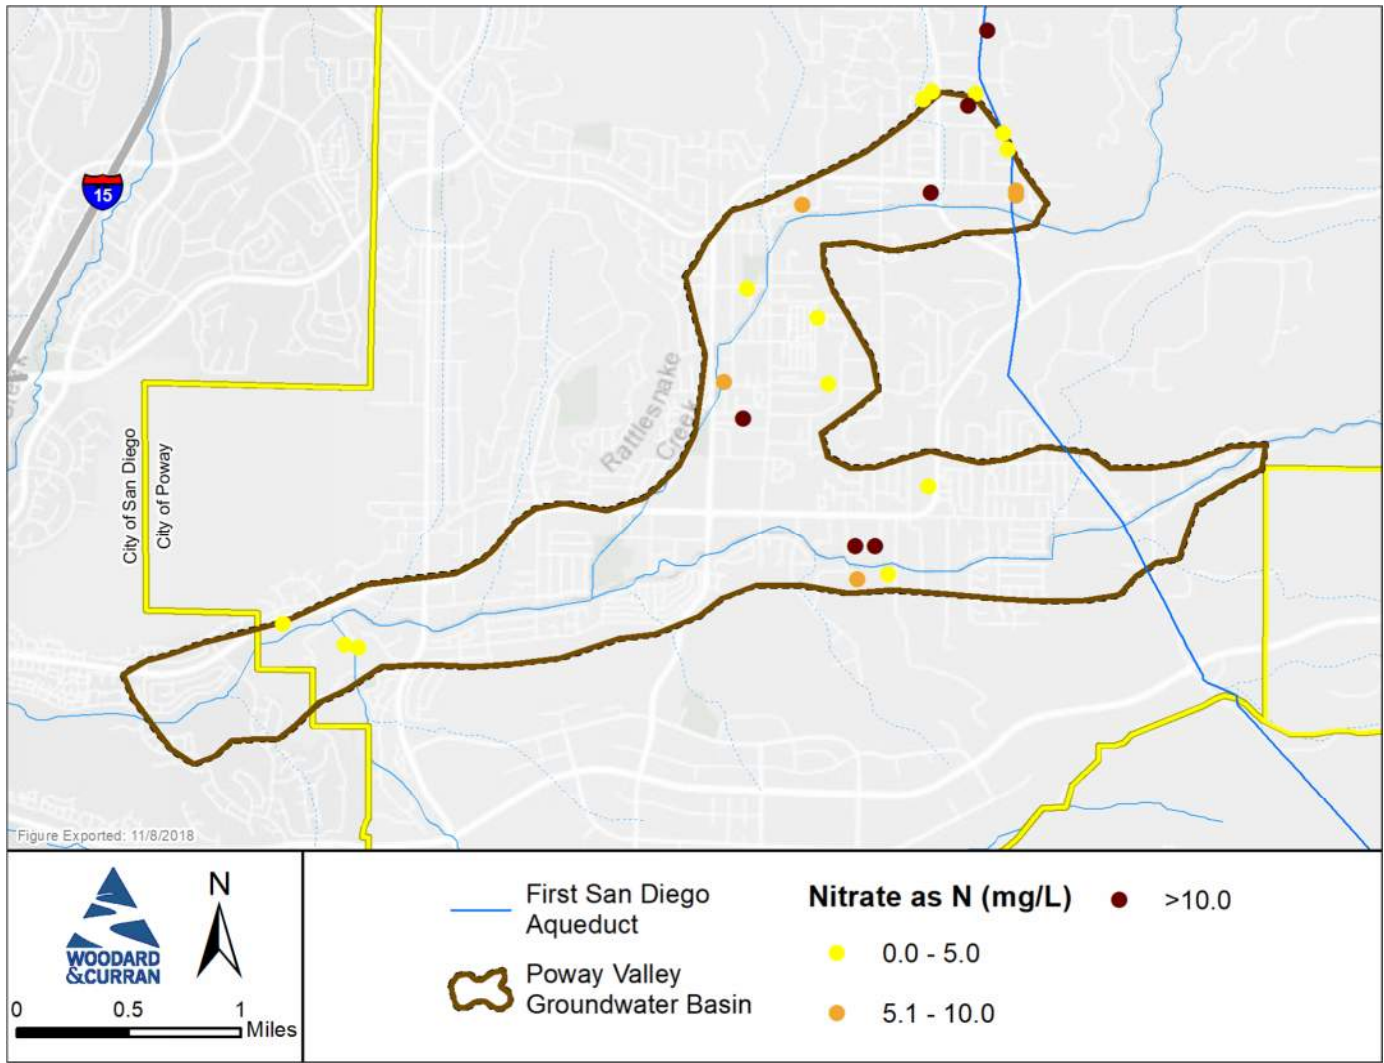 15
Rattlesnake
Creek
City of San Diego
City of Poway
Figure Exported: 11/8/2018
WOODARD
&CURRAN
N
0 0.5 1
Miles
First San Diego
Aqueduct
Poway Valley
Groundwater Basin
Nitrate as N (mg/L)
0.0 - 5.0
5.1 - 10.0
>10.0